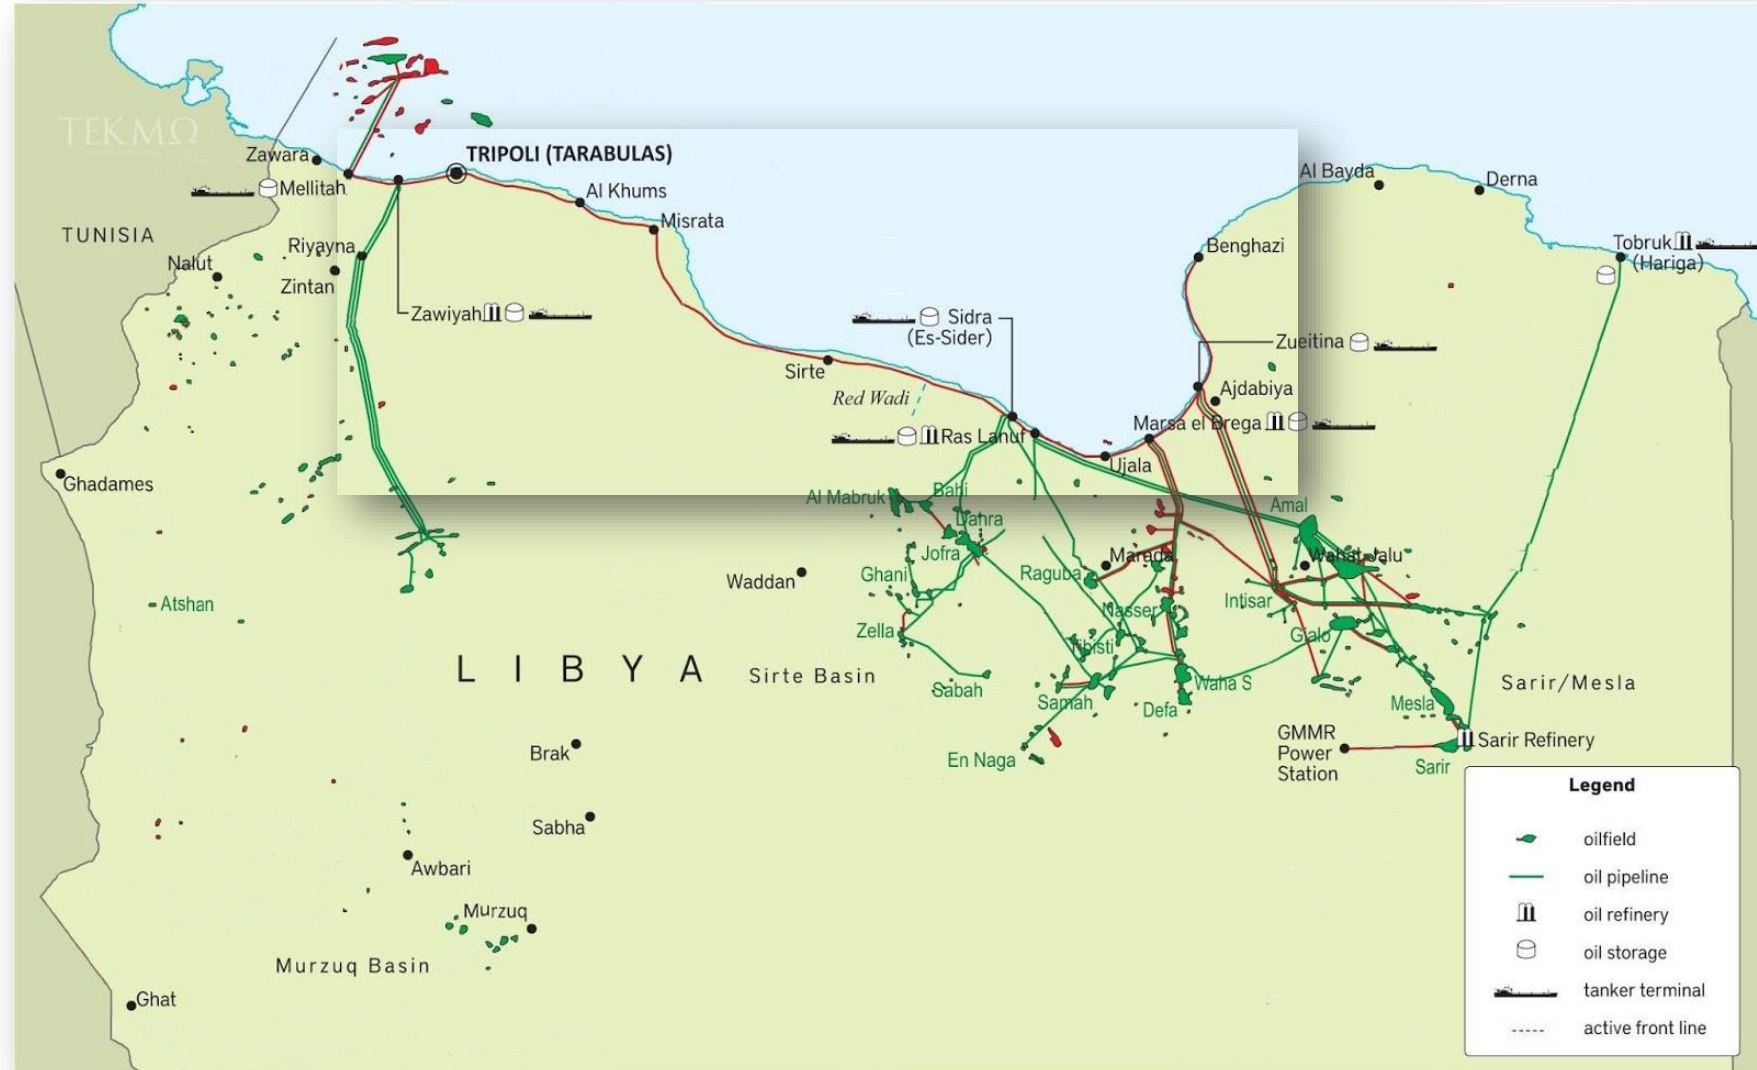 TEKMΩ
Zawara
TRIPOLI (TARABULAS)
Mellitah
Al Khums
Misrata
TUNISIA
Riyayna
Nalut
Zintan
Zawiyah
Al Bayda
Derna
Benghazi
Tobruk
(Hariga)
Sidra
(Es-Sider)
Zueitina
Sirte
Red Wadi
Ajdabiya
Marsa el Brega
Ras Lanuf
Ujala
Ghadames
Al Mabruk
Bahi
Dahra
Amal
Jofra
Marada
Wahat Jalu
Waddan
Ghani
Raguba
Atshan
Nasser
Intisar
Zella
Gialo
Tibisti
LIBYA
Sirte Basin
Sabah
Samah
Waha S
Defa
Sarir/Mesla
Mesla
Brak
En Naga
GMMR
Power
Station
Sarir Refinery
Sarir
Sabha
Awbari
Murzuq
Murzuq Basin
Ghat
Legend
oilfield
oil pipeline
oil refinery
oil storage
tanker terminal
active front line